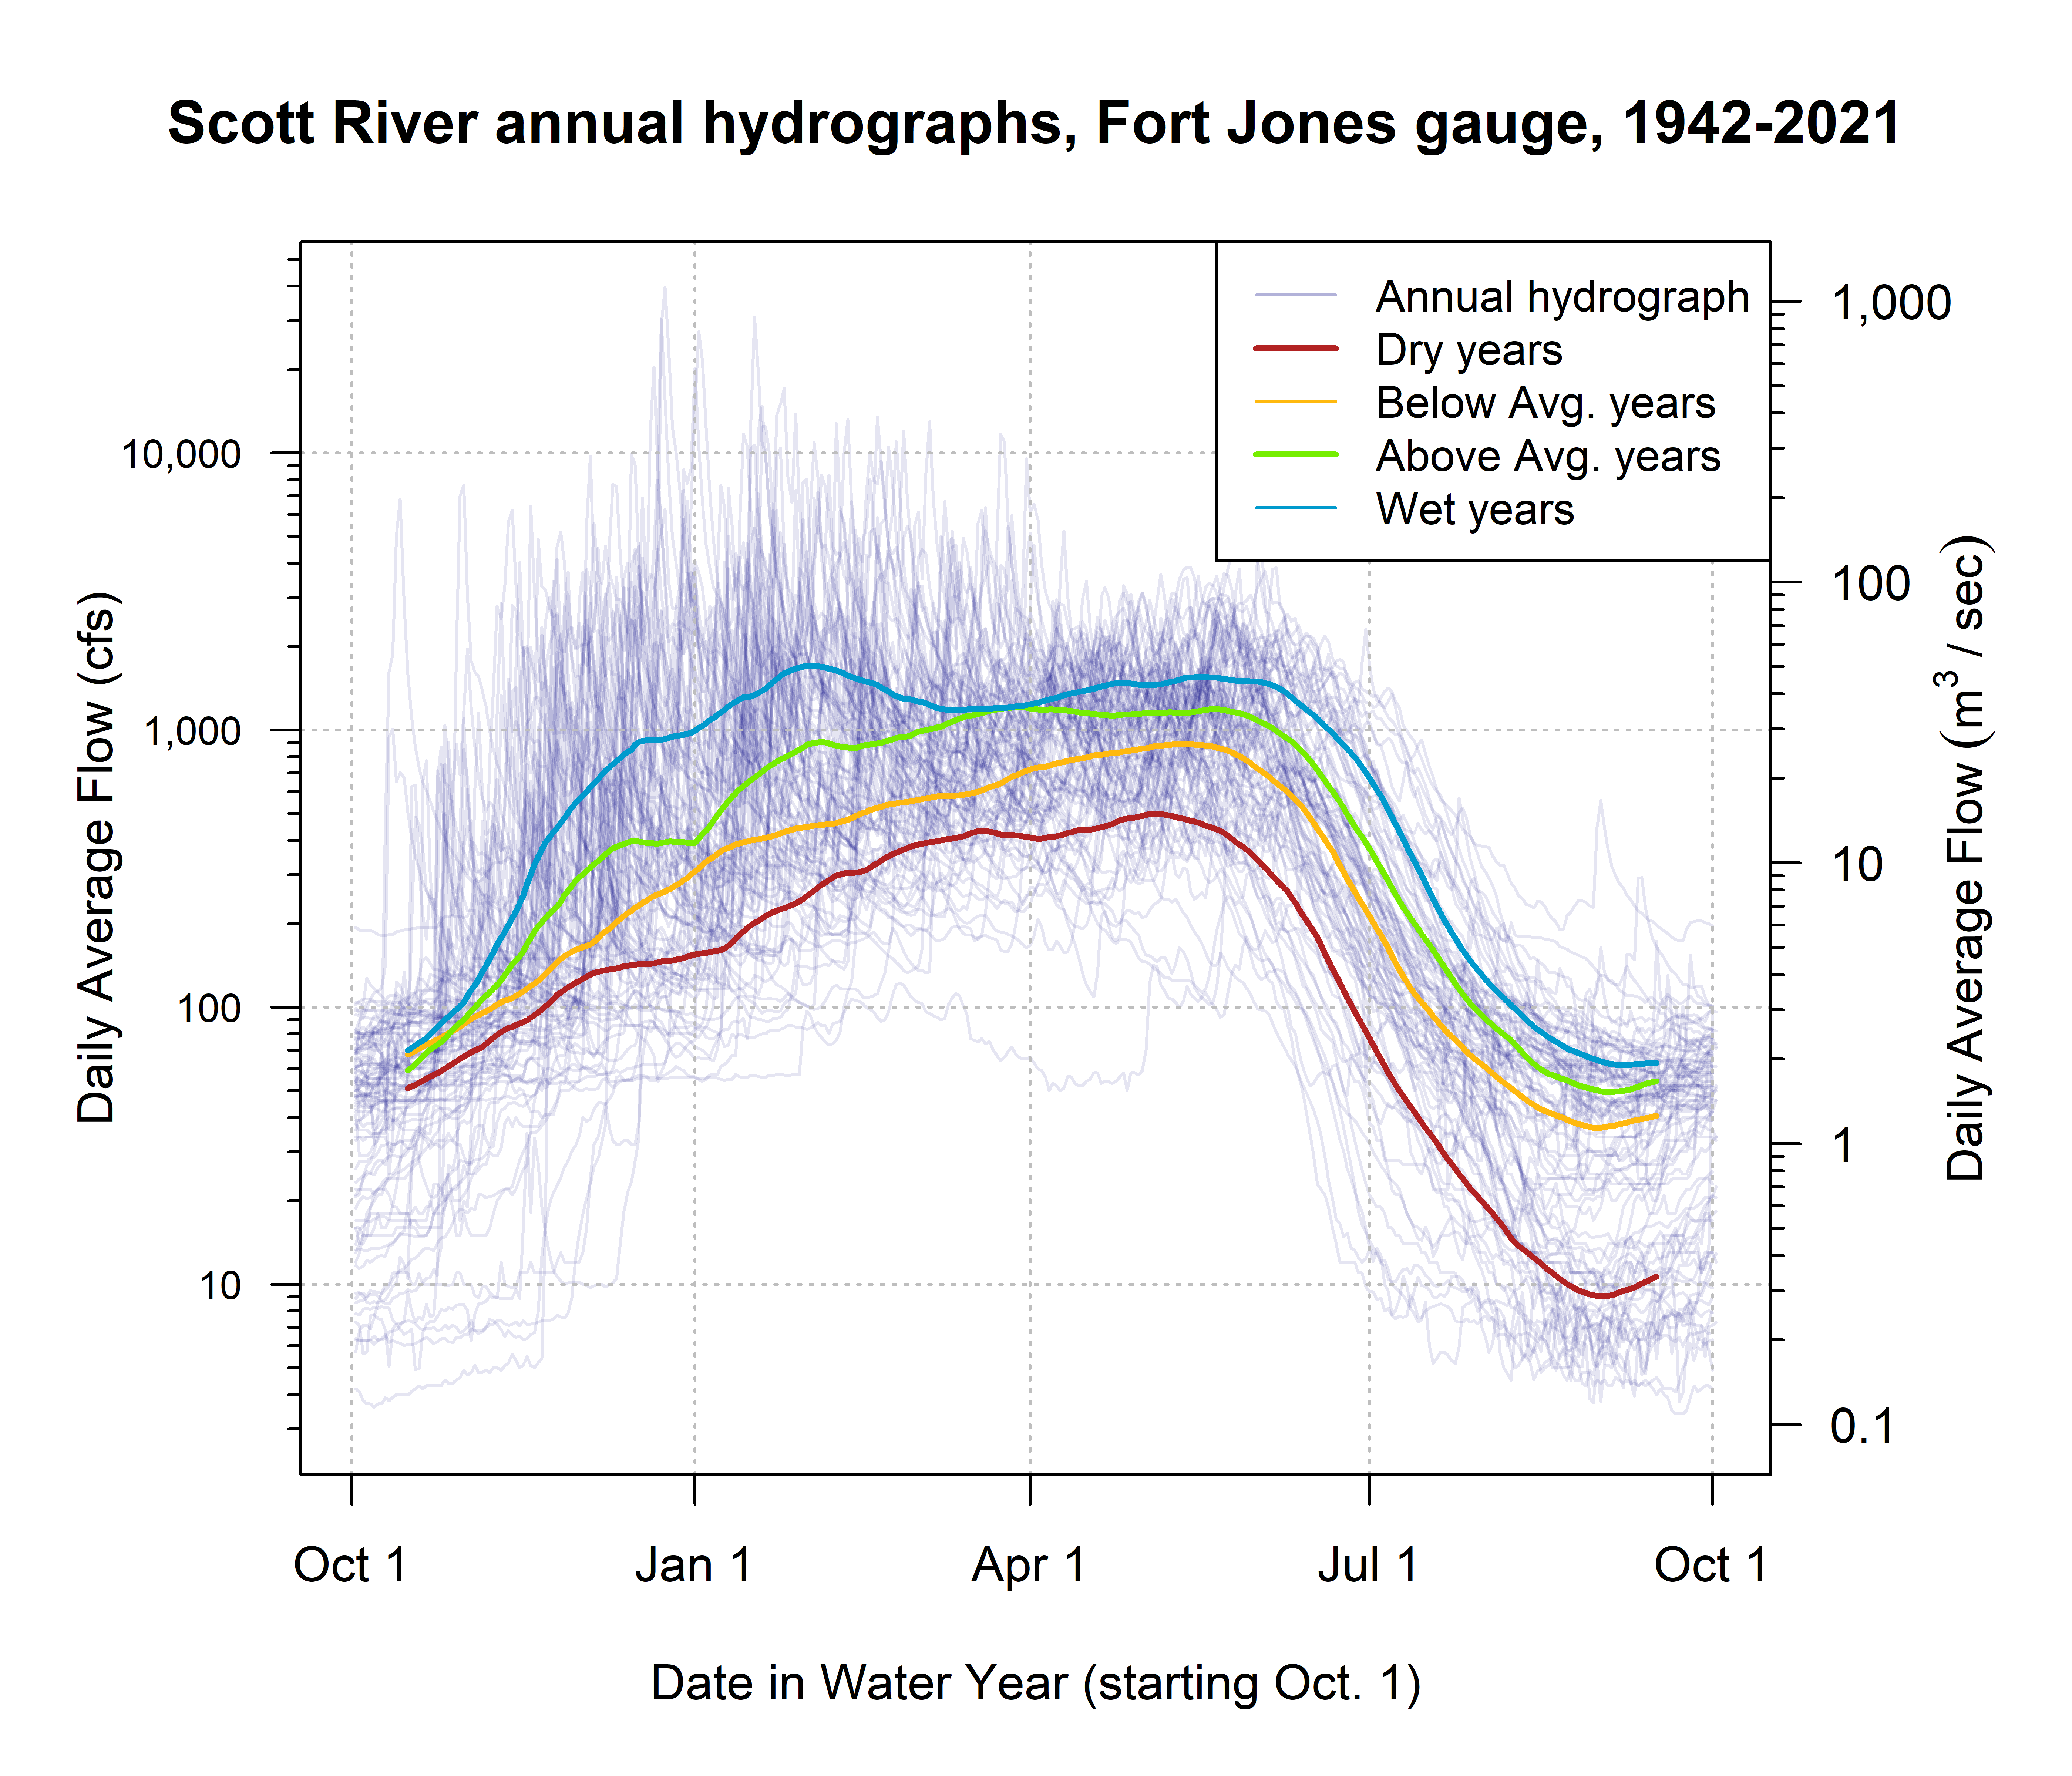 Scott River annual hydrographs, Fort Jones gauge, 1942-2021
Annual hydrograph
Dry years
Below Avg. years
Above Avg. years
Wet years
Daily Average Flow (cfs)
10,000
1,000
100
10
1,000
100
10
1
0.1
Daily Average Flow (m³ / sec)
Oct 1
Jan 1
Apr 1
Jul 1
Oct 1
Date in Water Year (starting Oct. 1)